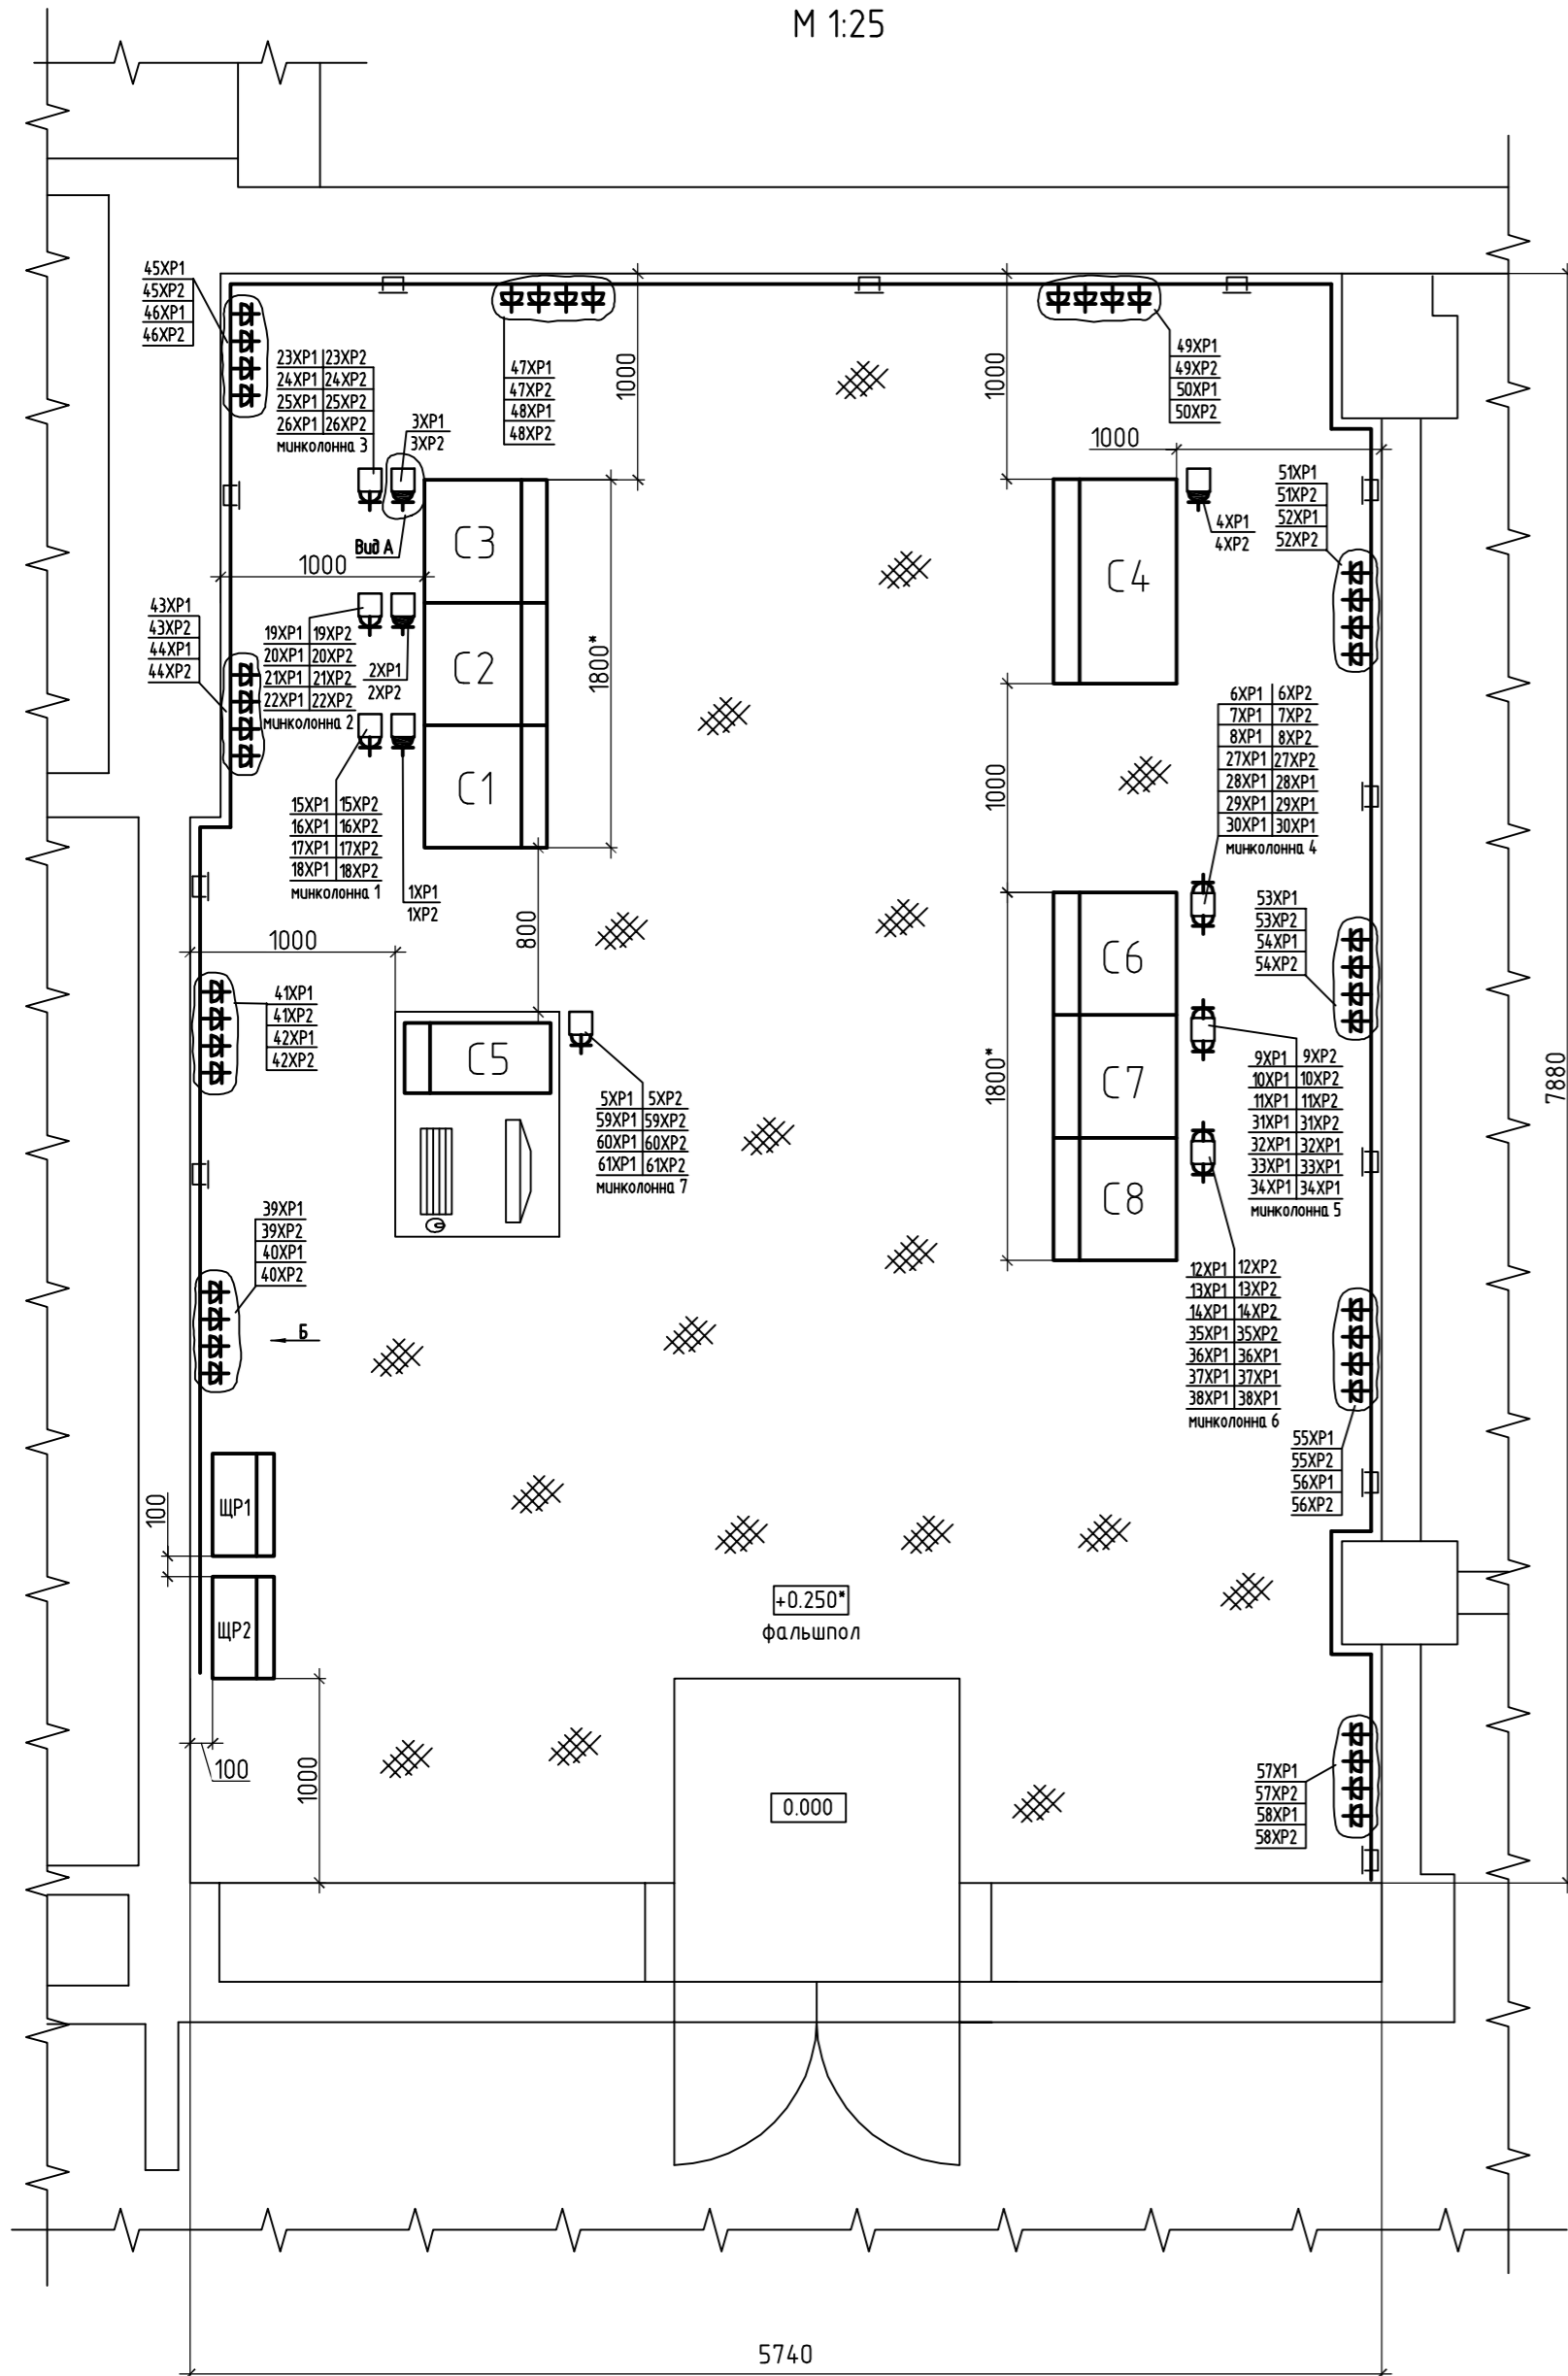 М 1:25
45XP1
45XP2
46XP1
46XP2
23XP1 23XP2
24XP1 24XP2
25XP1 25XP2
26XP1 26XP2
минколонна 3
3XP1
3XP2
47XP1
47XP2
48XP1
48XP2
1000
1000
49XP1
49XP2
50XP1
50XP2
1000
51XP1
51XP2
52XP1
52XP2
4XP1
4XP2
Вид А
1000
С3
С4
43XP1
43XP2
44XP1
44XP2
19XP1 19XP2
20XP1 20XP2
21XP1 21XP2
22XP1 22XP2
минколонна 2
2XP1
2XP2
С2
1800*
6XP1 6XP2
7XP1 7XP2
8XP1 8XP2
27XP1 27XP2
28XP1 28XP1
29XP1 29XP1
30XP1 30XP1
минколонна 4
1000
15XP1 15XP2
16XP1 16XP2
17XP1 17XP2
18XP1 18XP2
минколонна 1
1XP1
1XP2
С1
800
1000
53XP1
53XP2
54XP1
54XP2
С6
41XP1
41XP2
42XP1
42XP2
С5
5XP1 5XP2
59XP1 59XP2
60XP1 60XP2
61XP1 61XP2
минколонна 7
1800*
С7
9XP1 9XP2
10XP1 10XP2
11XP1 11XP2
31XP1 31XP2
32XP1 32XP1
33XP1 33XP1
34XP1 34XP1
минколонна 5
7880
С8
39XP1
39XP2
40XP1
40XP2
Б
12XP1 12XP2
13XP1 13XP2
14XP1 14XP2
35XP1 35XP2
36XP1 36XP1
37XP1 37XP1
38XP1 38XP1
минколонна 6
55XP1
55XP2
56XP1
56XP2
100
ЩР1
ЩР2
+0.250*
фальшпол
100
1000
0.000
57XP1
57XP2
58XP1
58XP2
5740